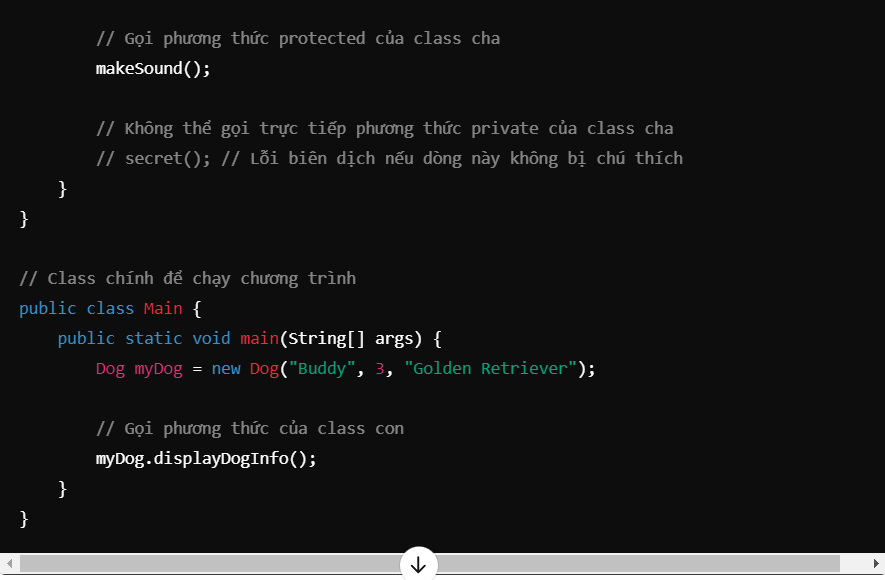 // Gọi phương thức protected của class cha
makeSound();
// Không thể gọi trực tiếp phương thức private của class cha
// secret(); // Lỗi biên dịch nếu dòng này không bị chú thích
}
}
// Class chính để chạy chương trình
public class Main {
public static void main(String[] args) {
Dog myDog = new Dog("Buddy", 3, "Golden Retriever");
// Gọi phương thức của class con
myDog.displayDogInfo();
}
}